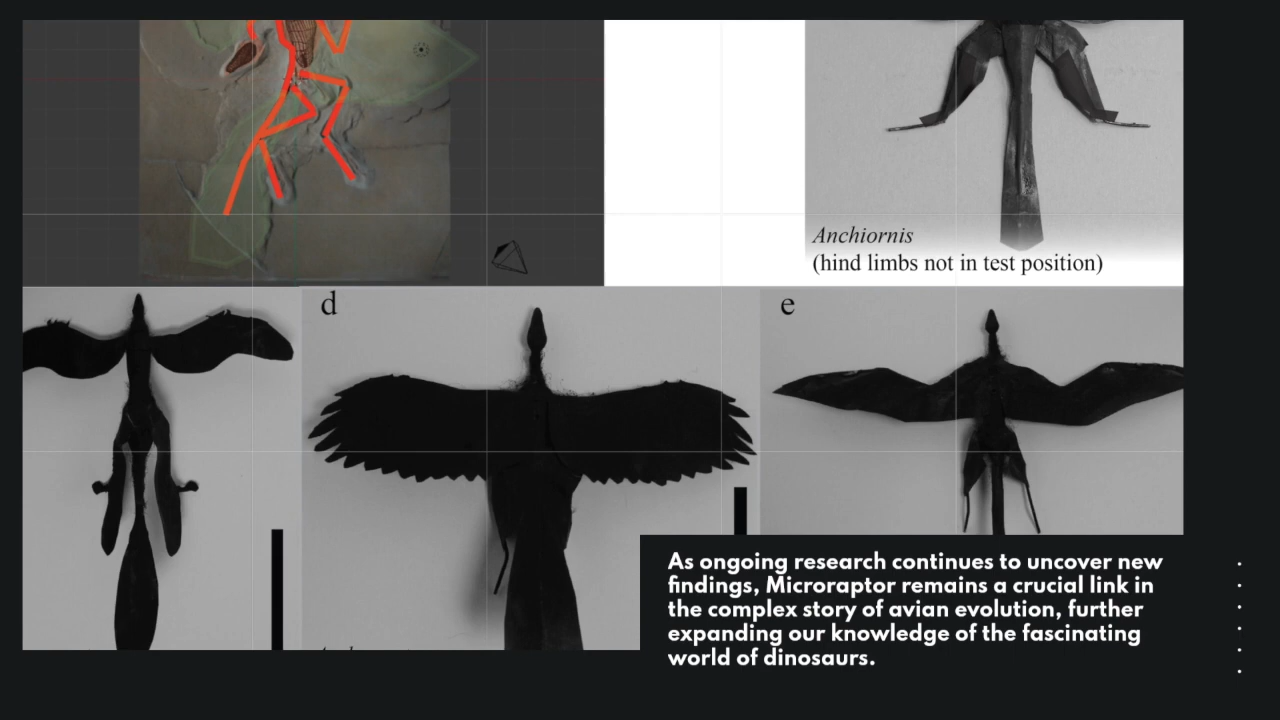 Anchiornis
(hind limbs not in test position)
d
e
As ongoing research continues to uncover new
findings, Microraptor remains a crucial link in
the complex story of avian evolution, further
expanding our knowledge of the fascinating
world of dinosaurs.